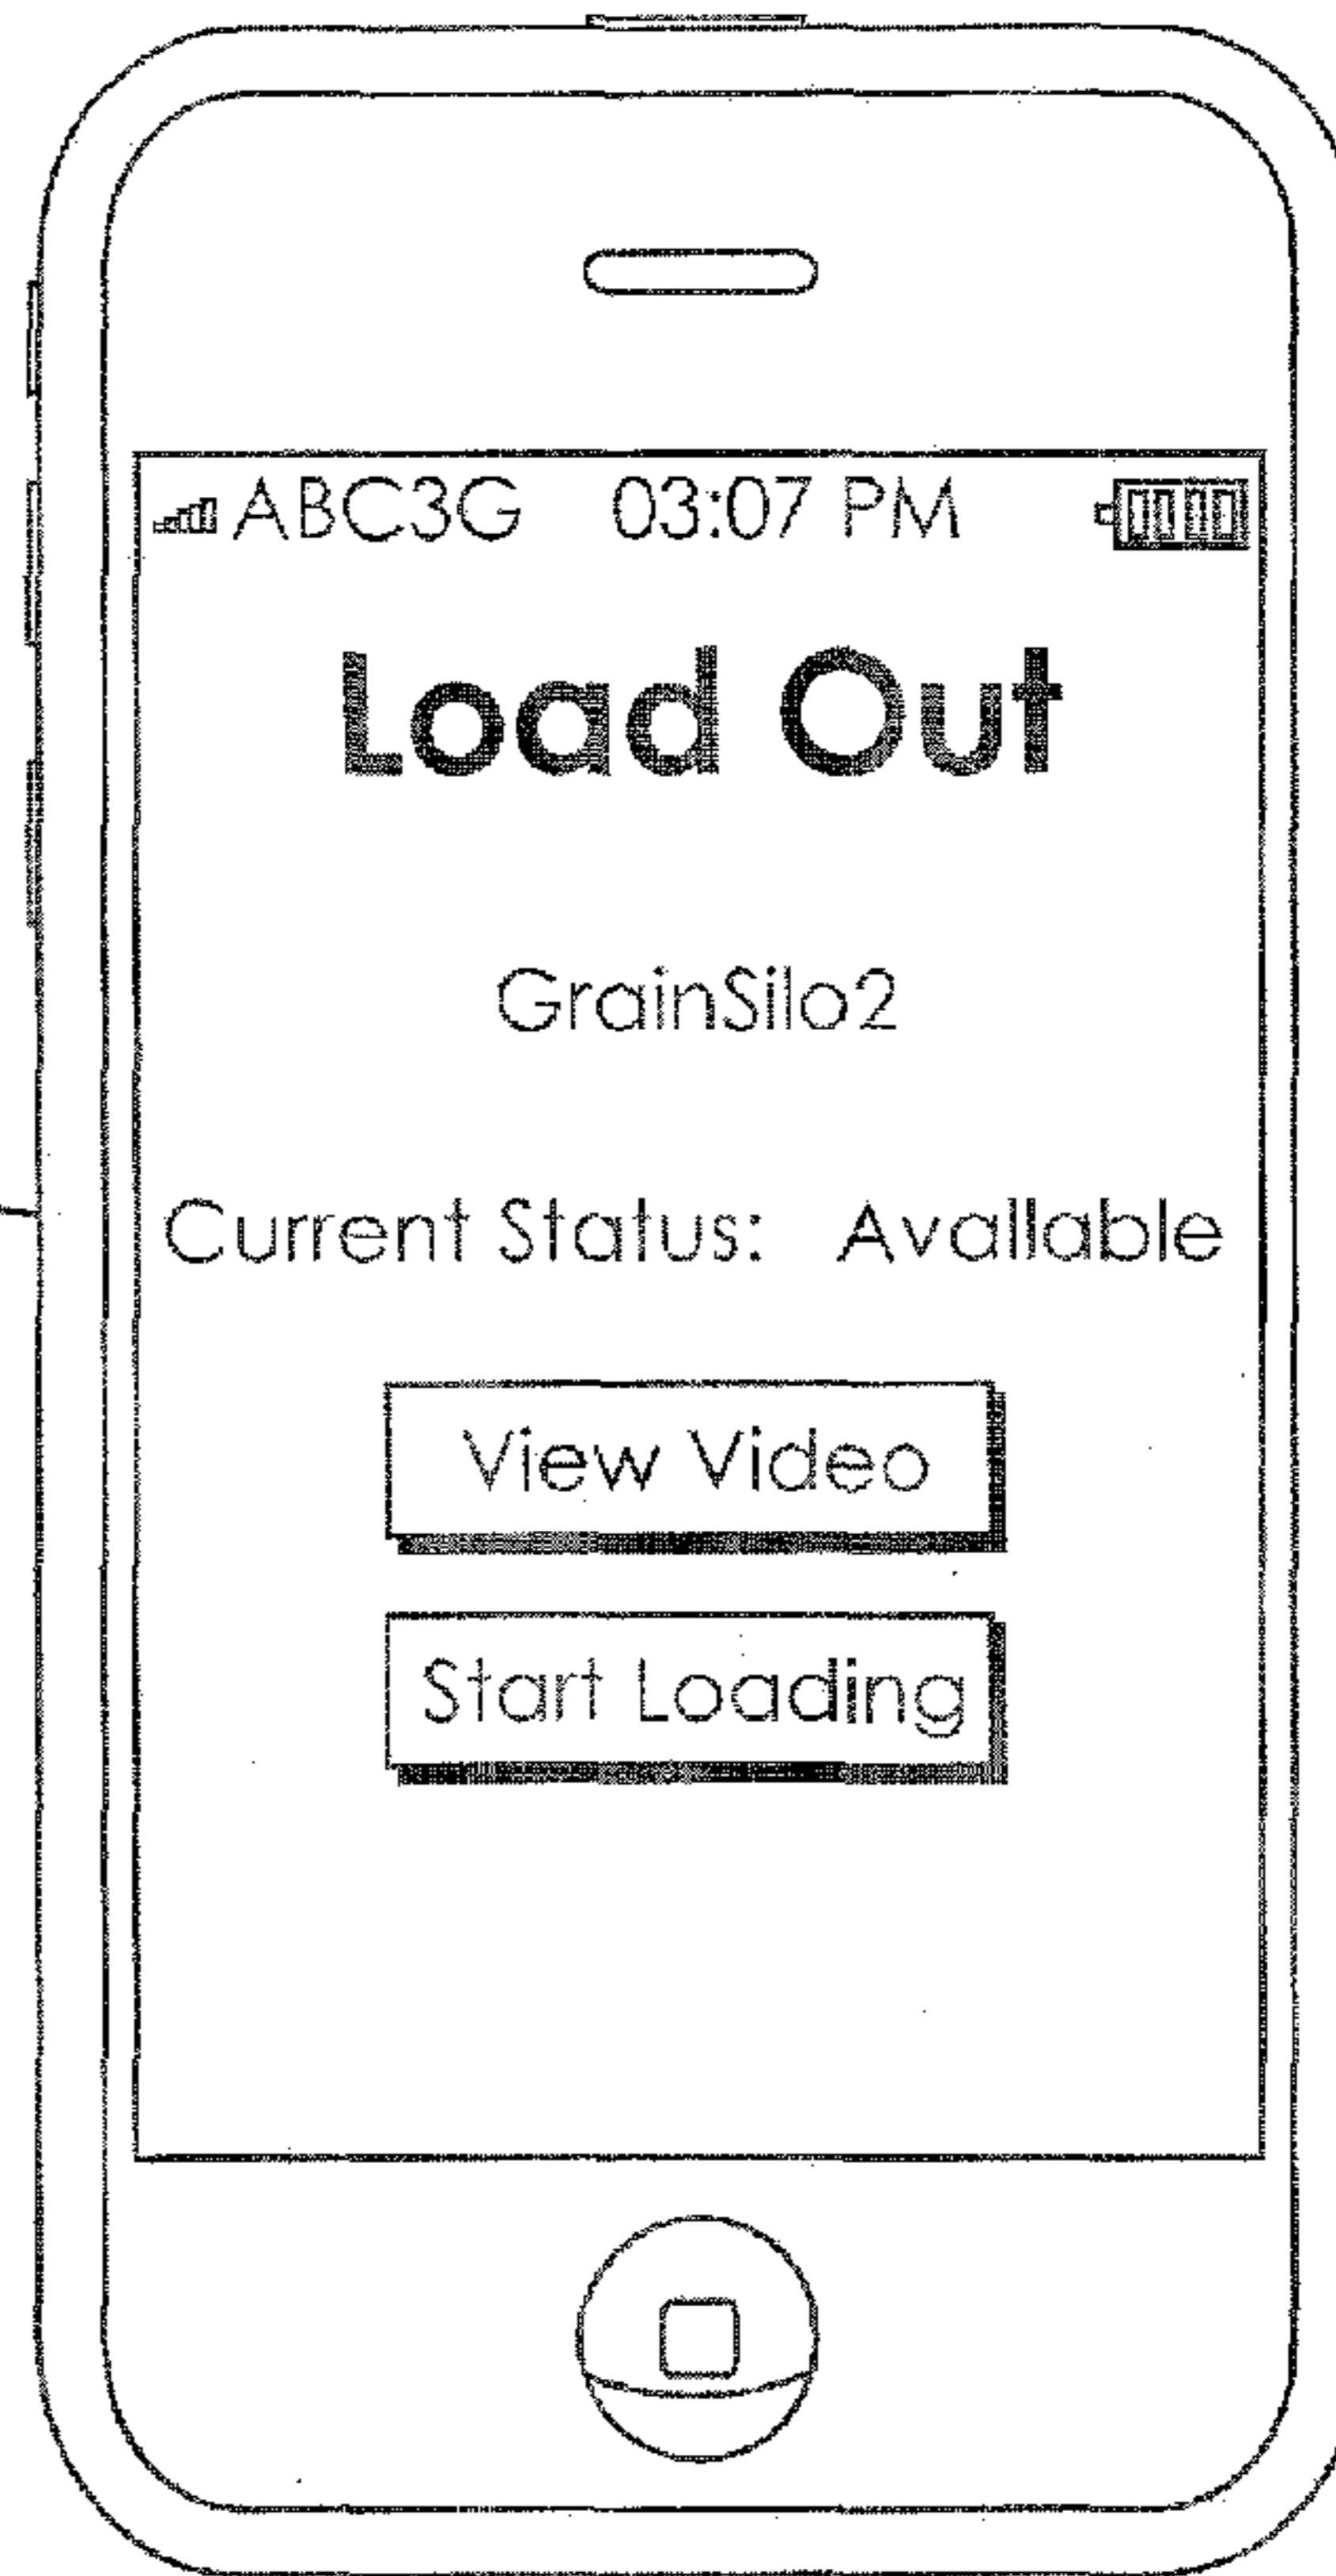 ABC3G 03:07 PM
Load Out
GrainSilo2
Current Status: Available
View Video
Start Loading